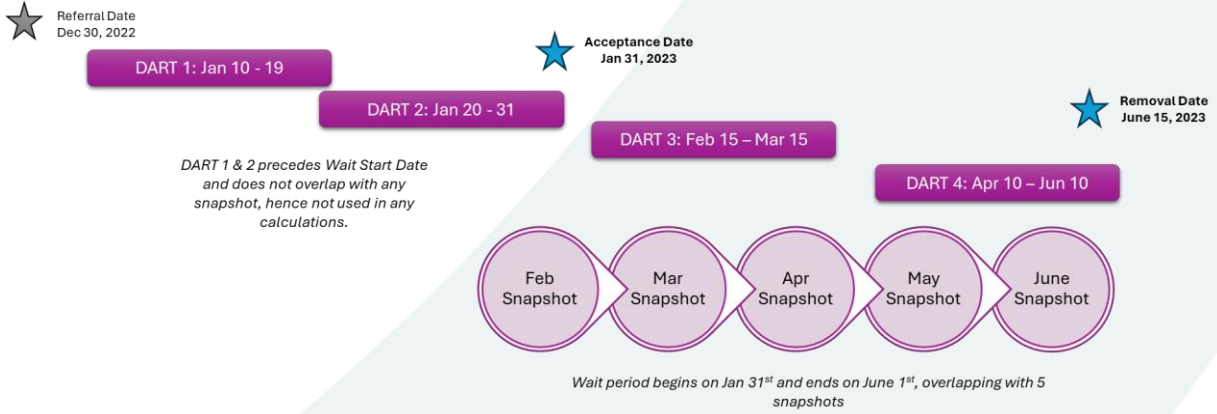 Referral Date
Dec 30, 2022
DART 1: Jan 10 - 19
Acceptance Date
Jan 31, 2023
DART 2: Jan 20 - 31
Removal Date
June 15, 2023
DART 3: Feb 15 – Mar 15
DART 1 & 2 precedes Wait Start Date
and does not overlap with any
snapshot, hence not used in any
calculations.
DART 4: Apr 10 – Jun 10
Feb
Snapshot
Mar
Snapshot
Apr
Snapshot
May
Snapshot
June
Snapshot
Wait period begins on Jan 31st and ends on June 1st, overlapping with 5
snapshots